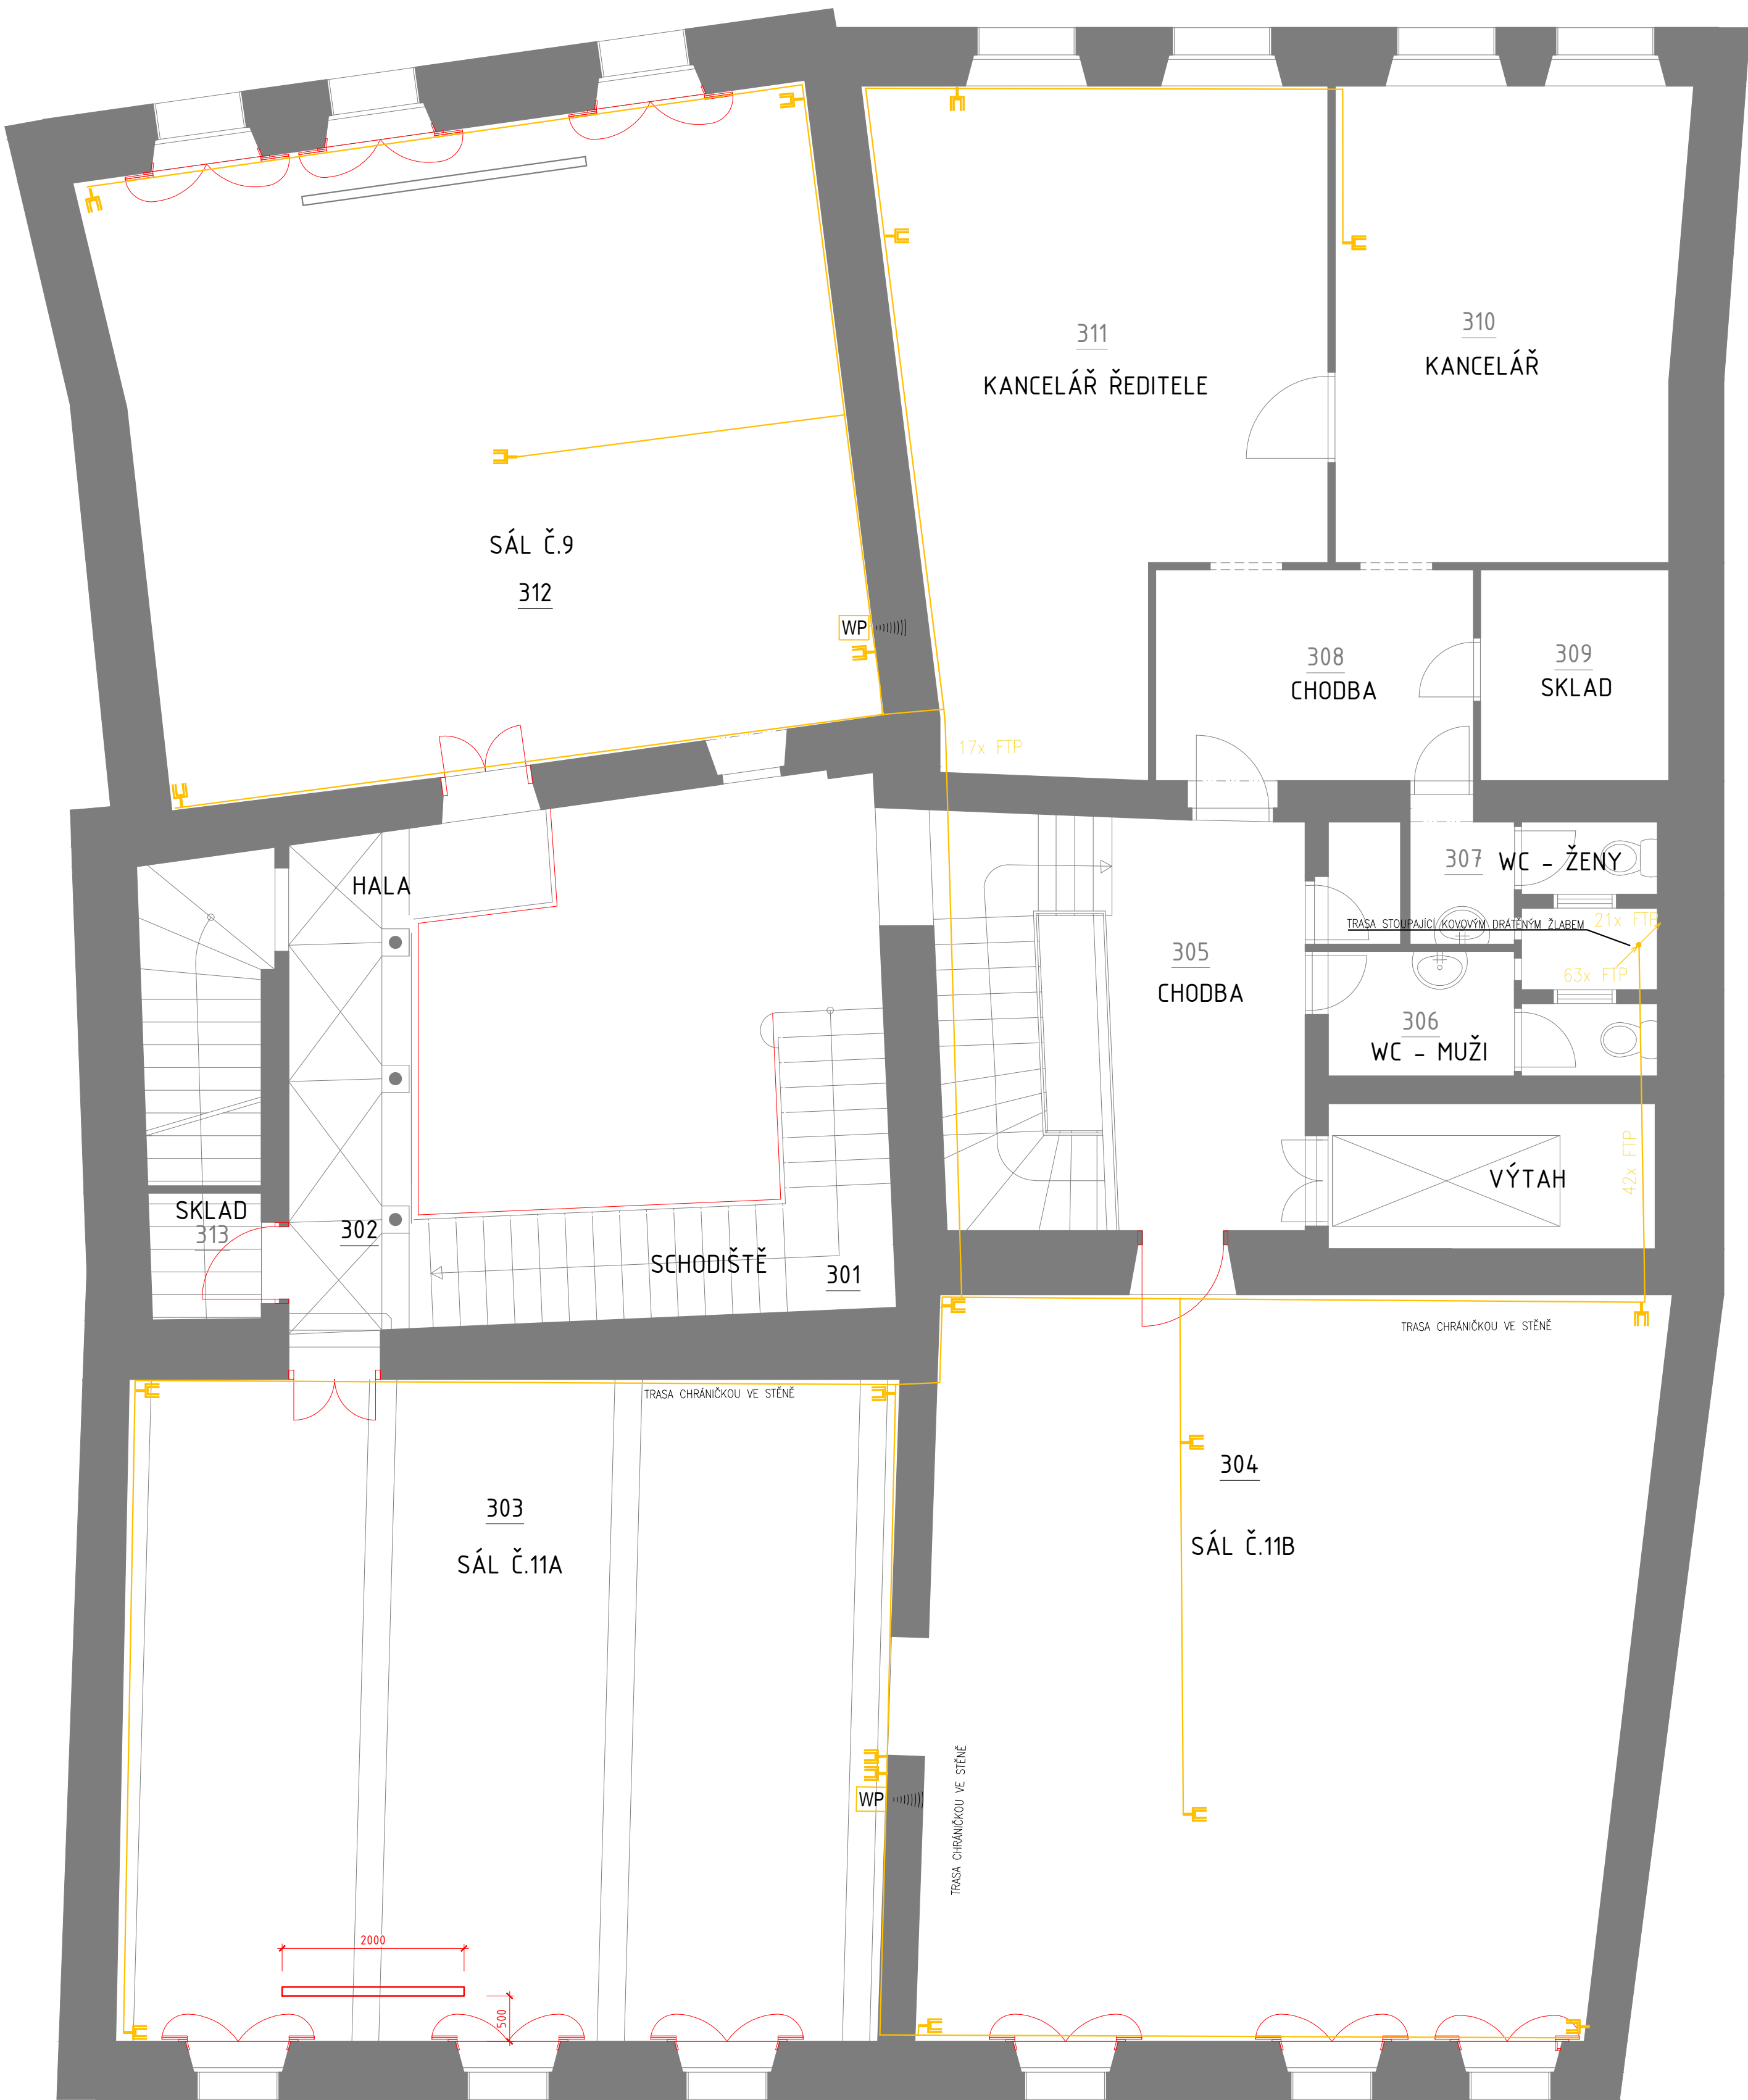 310
311
KANCELÁŘ
KANCELÁŘ ŘEDITELE
SÁL Č.9
312
WP
308
CHODBA
309
SKLAD
17x FTP
HALA
307
WC - ŽENY
TRASA STOUPAJÍCÍ KOVOVÝM DRÁTĚNÝM ŽLABEM
21x FTP
305
CHODBA
63x FTP
306
WC - MUŽI
42x FTP
VÝTAH
SKLAD
313
302
SCHODIŠTĚ
301
TRASA CHRÁNIČKOU VE STĚNĚ
TRASA CHRÁNIČKOU VE STĚNĚ
304
303
SÁL Č.11B
SÁL Č.11A
WP
TRASA CHRÁNIČKOU VE STĚNĚ
2000
500